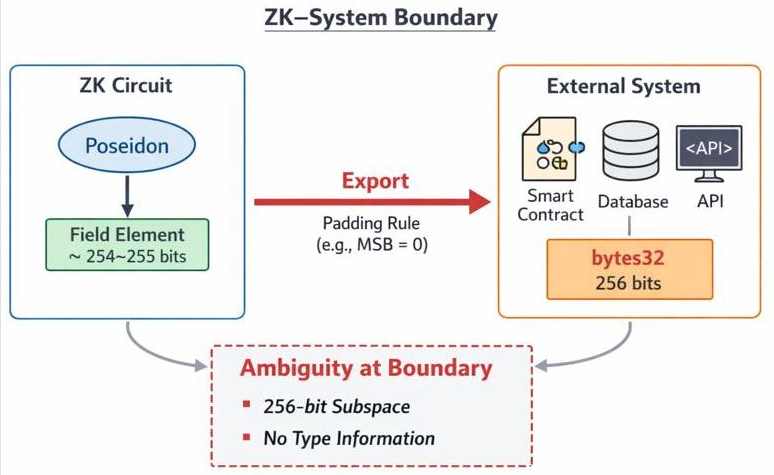 ZK–System Boundary
ZK Circuit
Poseidon
Field Element
~ 254~255 bits
Export
Padding Rule
(e.g., MSB = 0)
External System
<API>
Smart
Contract
Database
API
bytes32
256 bits
Ambiguity at Boundary
▪ 256-bit Subspace
▪ No Type Information